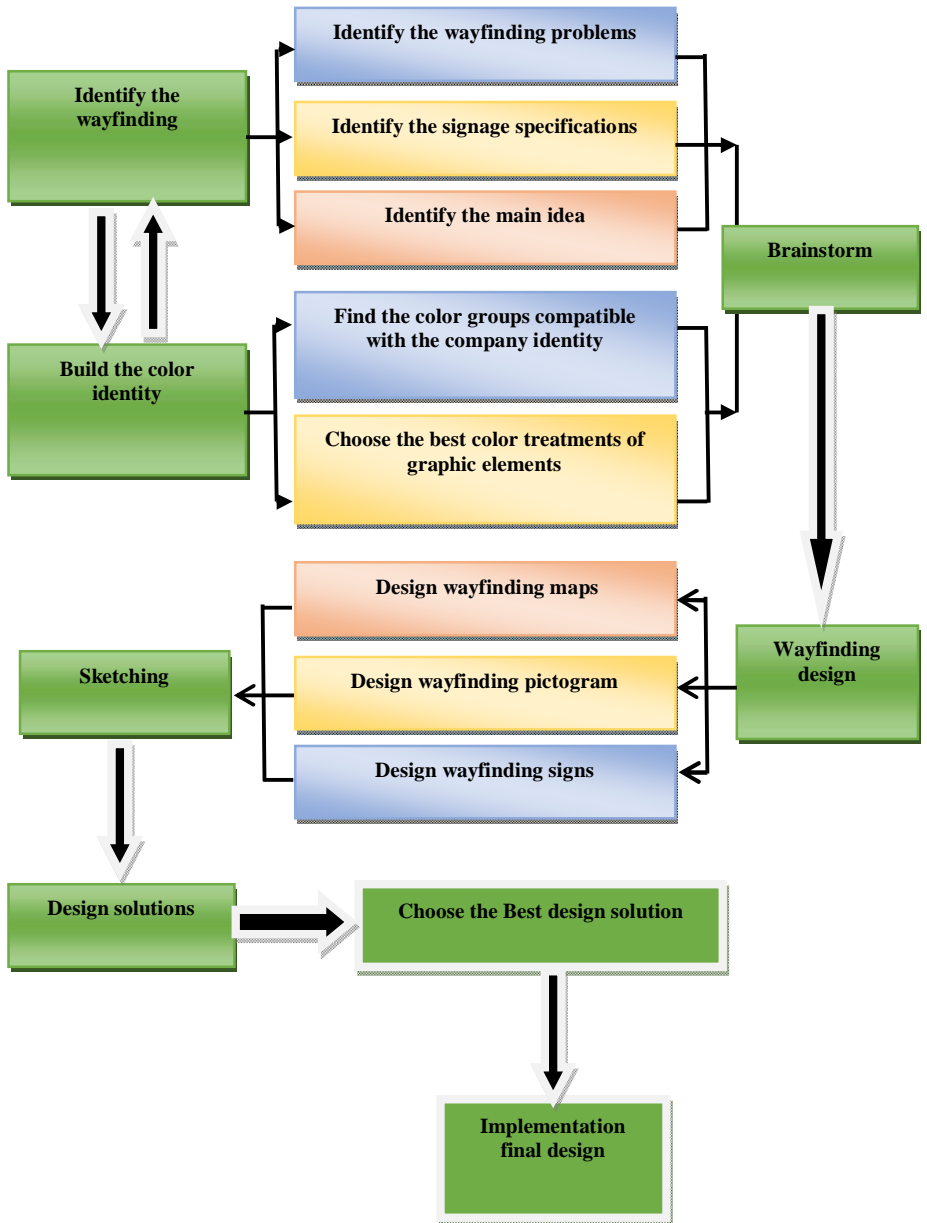 Identify the wayfinding problems
Identify the
wayfinding
Identify the signage specifications
Identify the main idea
Brainstorm
Find the color groups compatible
with the company identity
Build the color
identity
Choose the best color treatments of
graphic elements
Design wayfinding maps
Wayfinding
design
Sketching
Design wayfinding pictogram
Design wayfinding signs
Design solutions
Choose the Best design solution
Implementation
final design